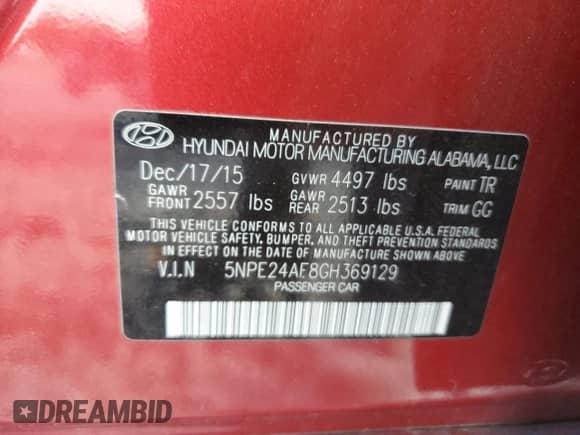 MANUFACTURED BY
HYUNDAI MOTOR MANUFACTURING ALABAMA, LLC
Dec/17/15 GVWR 4497 lbs PAINT TR
GAWR FRONT 2557 lbs GAWR REAR 2513 lbs TRIM GG
THIS VEHICLE CONFORMS TO ALL APPLICABLE U.S.A. FEDERAL
MOTOR VEHICLE SAFETY, BUMPER, AND THEFT PREVENTION STANDARDS
IN EFFECT ON THE DATE OF MANUFACTURE SHOWN ABOVE
V.I.N 5NPE24AF8GH369129
PASSENGER CAR
DREAMBID